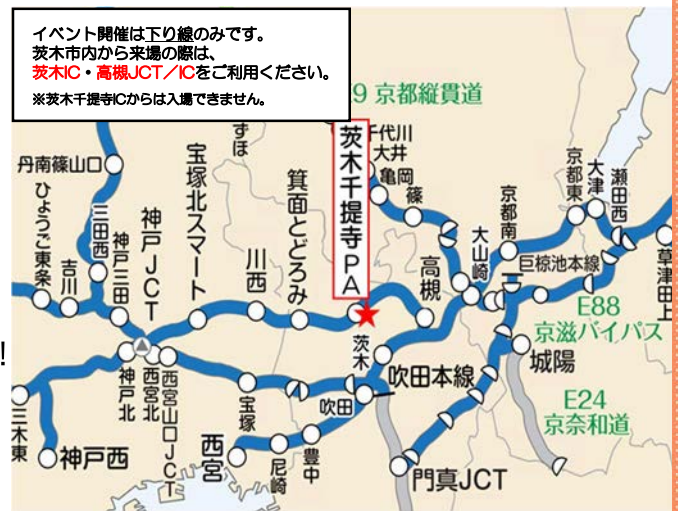 イベント開催は下り線のみです。
茨木市内から来場の際は、
茨木IC・高槻JCT／ICをご利用ください。
※茨木千提寺ICからは入場できません。
9 京都縦貫道
ずほ
茨木千提寺PA
千代川
大井
亀岡
篠
丹南篠山口
ひょうご東条
吉川
三田西
神戸三田
神戸JCT
宝塚北スマート
川西
箕面とどろみ
高槻
大山崎
京都南
京都東
大津
瀬田西
巨椋池本線
草津田上
E88
京滋バイパス
城陽
E24
京奈和道
茨木
吹田本線
吹田
門真JCT
神戸北
西宮北
西宮山口JCT
宝塚
西宮
尼崎
豊中
三木東
神戸西
!